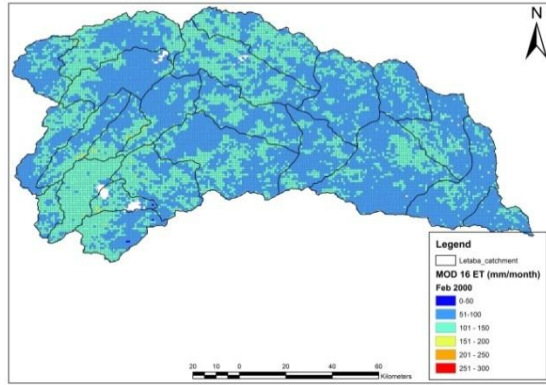 N
Legend
Letaba_catchment
MOD 16 ET (mm/month)
Feb 2000
0-50
51-100
101 - 150
151 - 200
201 - 250
251 - 300
20 10 0 20 40 60
Kilometers